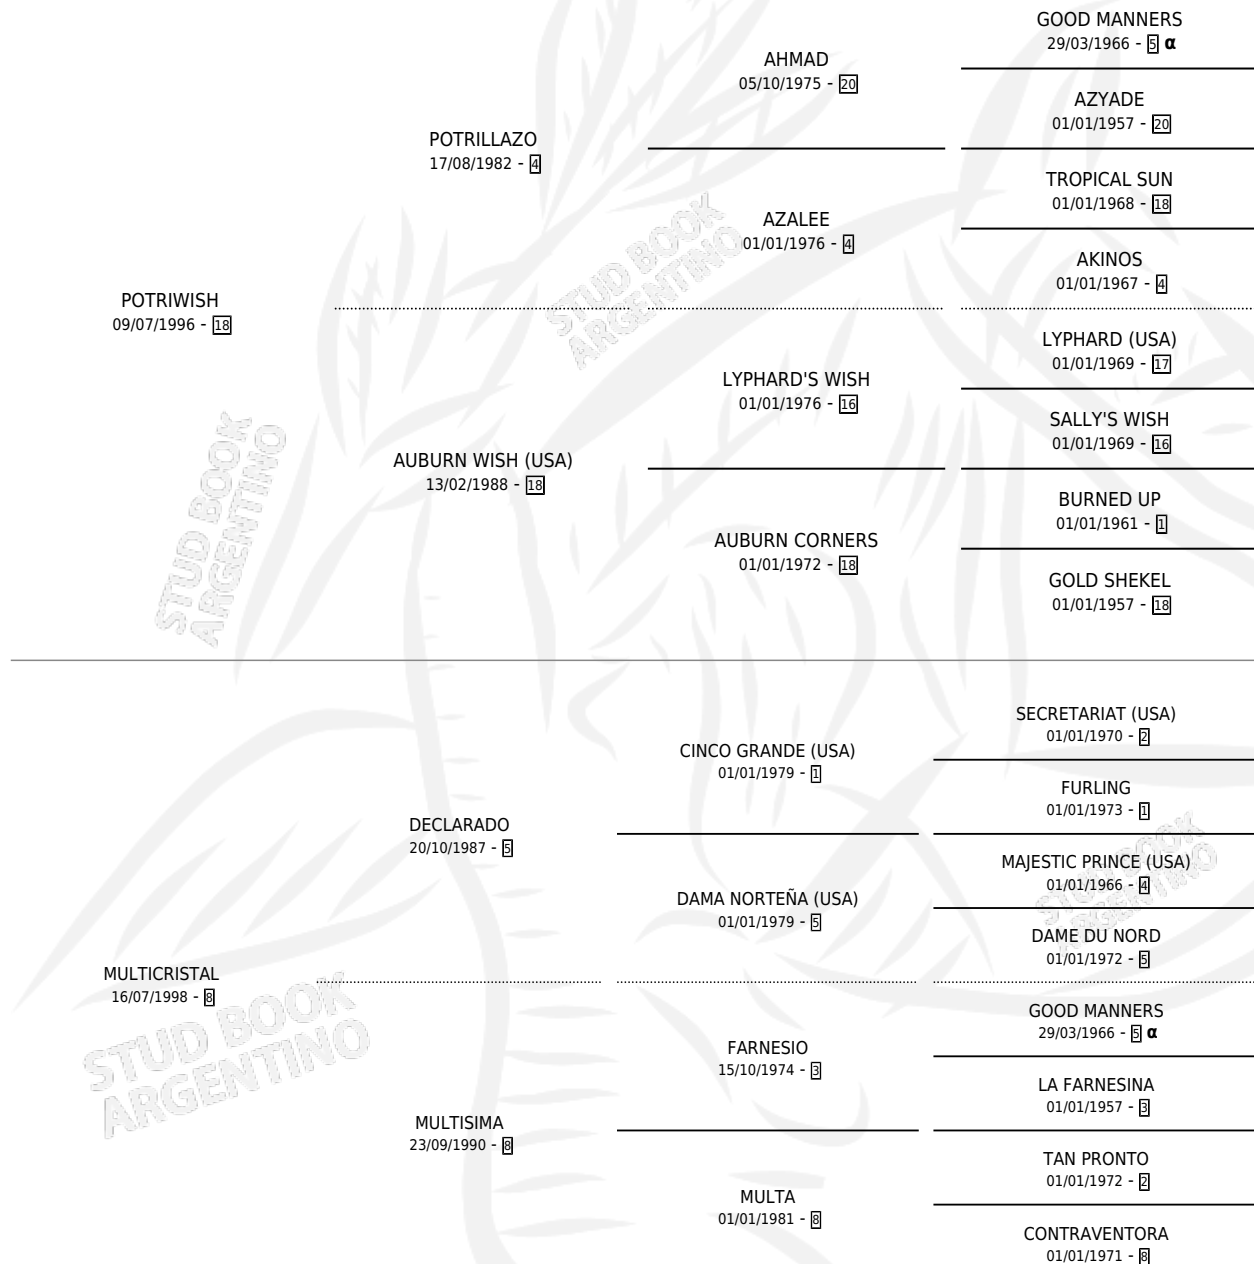 GOOD MANNERS
29/03/1966 - 5 α
AHMAD
05/10/1975 - 20
AZYADE
01/01/1957 - 20
POTRILLAZO
17/08/1982 - 4
TROPICAL SUN
01/01/1968 - 18
AZALEE
01/01/1976 - 4
AKINOS
01/01/1967 - 4
POTRIWISH
09/07/1996 - 18
LYPHARD (USA)
01/01/1969 - 17
LYPHARD'S WISH
01/01/1976 - 16
SALLY'S WISH
01/01/1969 - 16
AUBURN WISH (USA)
13/02/1988 - 18
BURNED UP
01/01/1961 - 1
AUBURN CORNERS
01/01/1972 - 18
GOLD SHEKEL
01/01/1957 - 18
SECRETARIAT (USA)
01/01/1970 - 2
CINCO GRANDE (USA)
01/01/1979 - 1
FURLING
01/01/1973 - 1
DECLARADO
20/10/1987 - 5
MAJESTIC PRINCE (USA)
01/01/1966 - 4
DAMA NORTEÑA (USA)
01/01/1979 - 5
DAME DU NORD
01/01/1972 - 5
MULTICRISTAL
16/07/1998 - 8
GOOD MANNERS
29/03/1966 - 5 α
FARNESIO
15/10/1974 - 3
LA FARNESINA
01/01/1957 - 3
MULTISIMA
23/09/1990 - 8
TAN PRONTO
01/01/1972 - 2
MULTA
01/01/1981 - 8
CONTRAVENTORA
01/01/1971 - 8
STUD BOOK
ARGENTINO
STUD BOOK
ARGENTINO
STUD BOOK
ARGENTINO
STUD BOOK
ARGENTINO